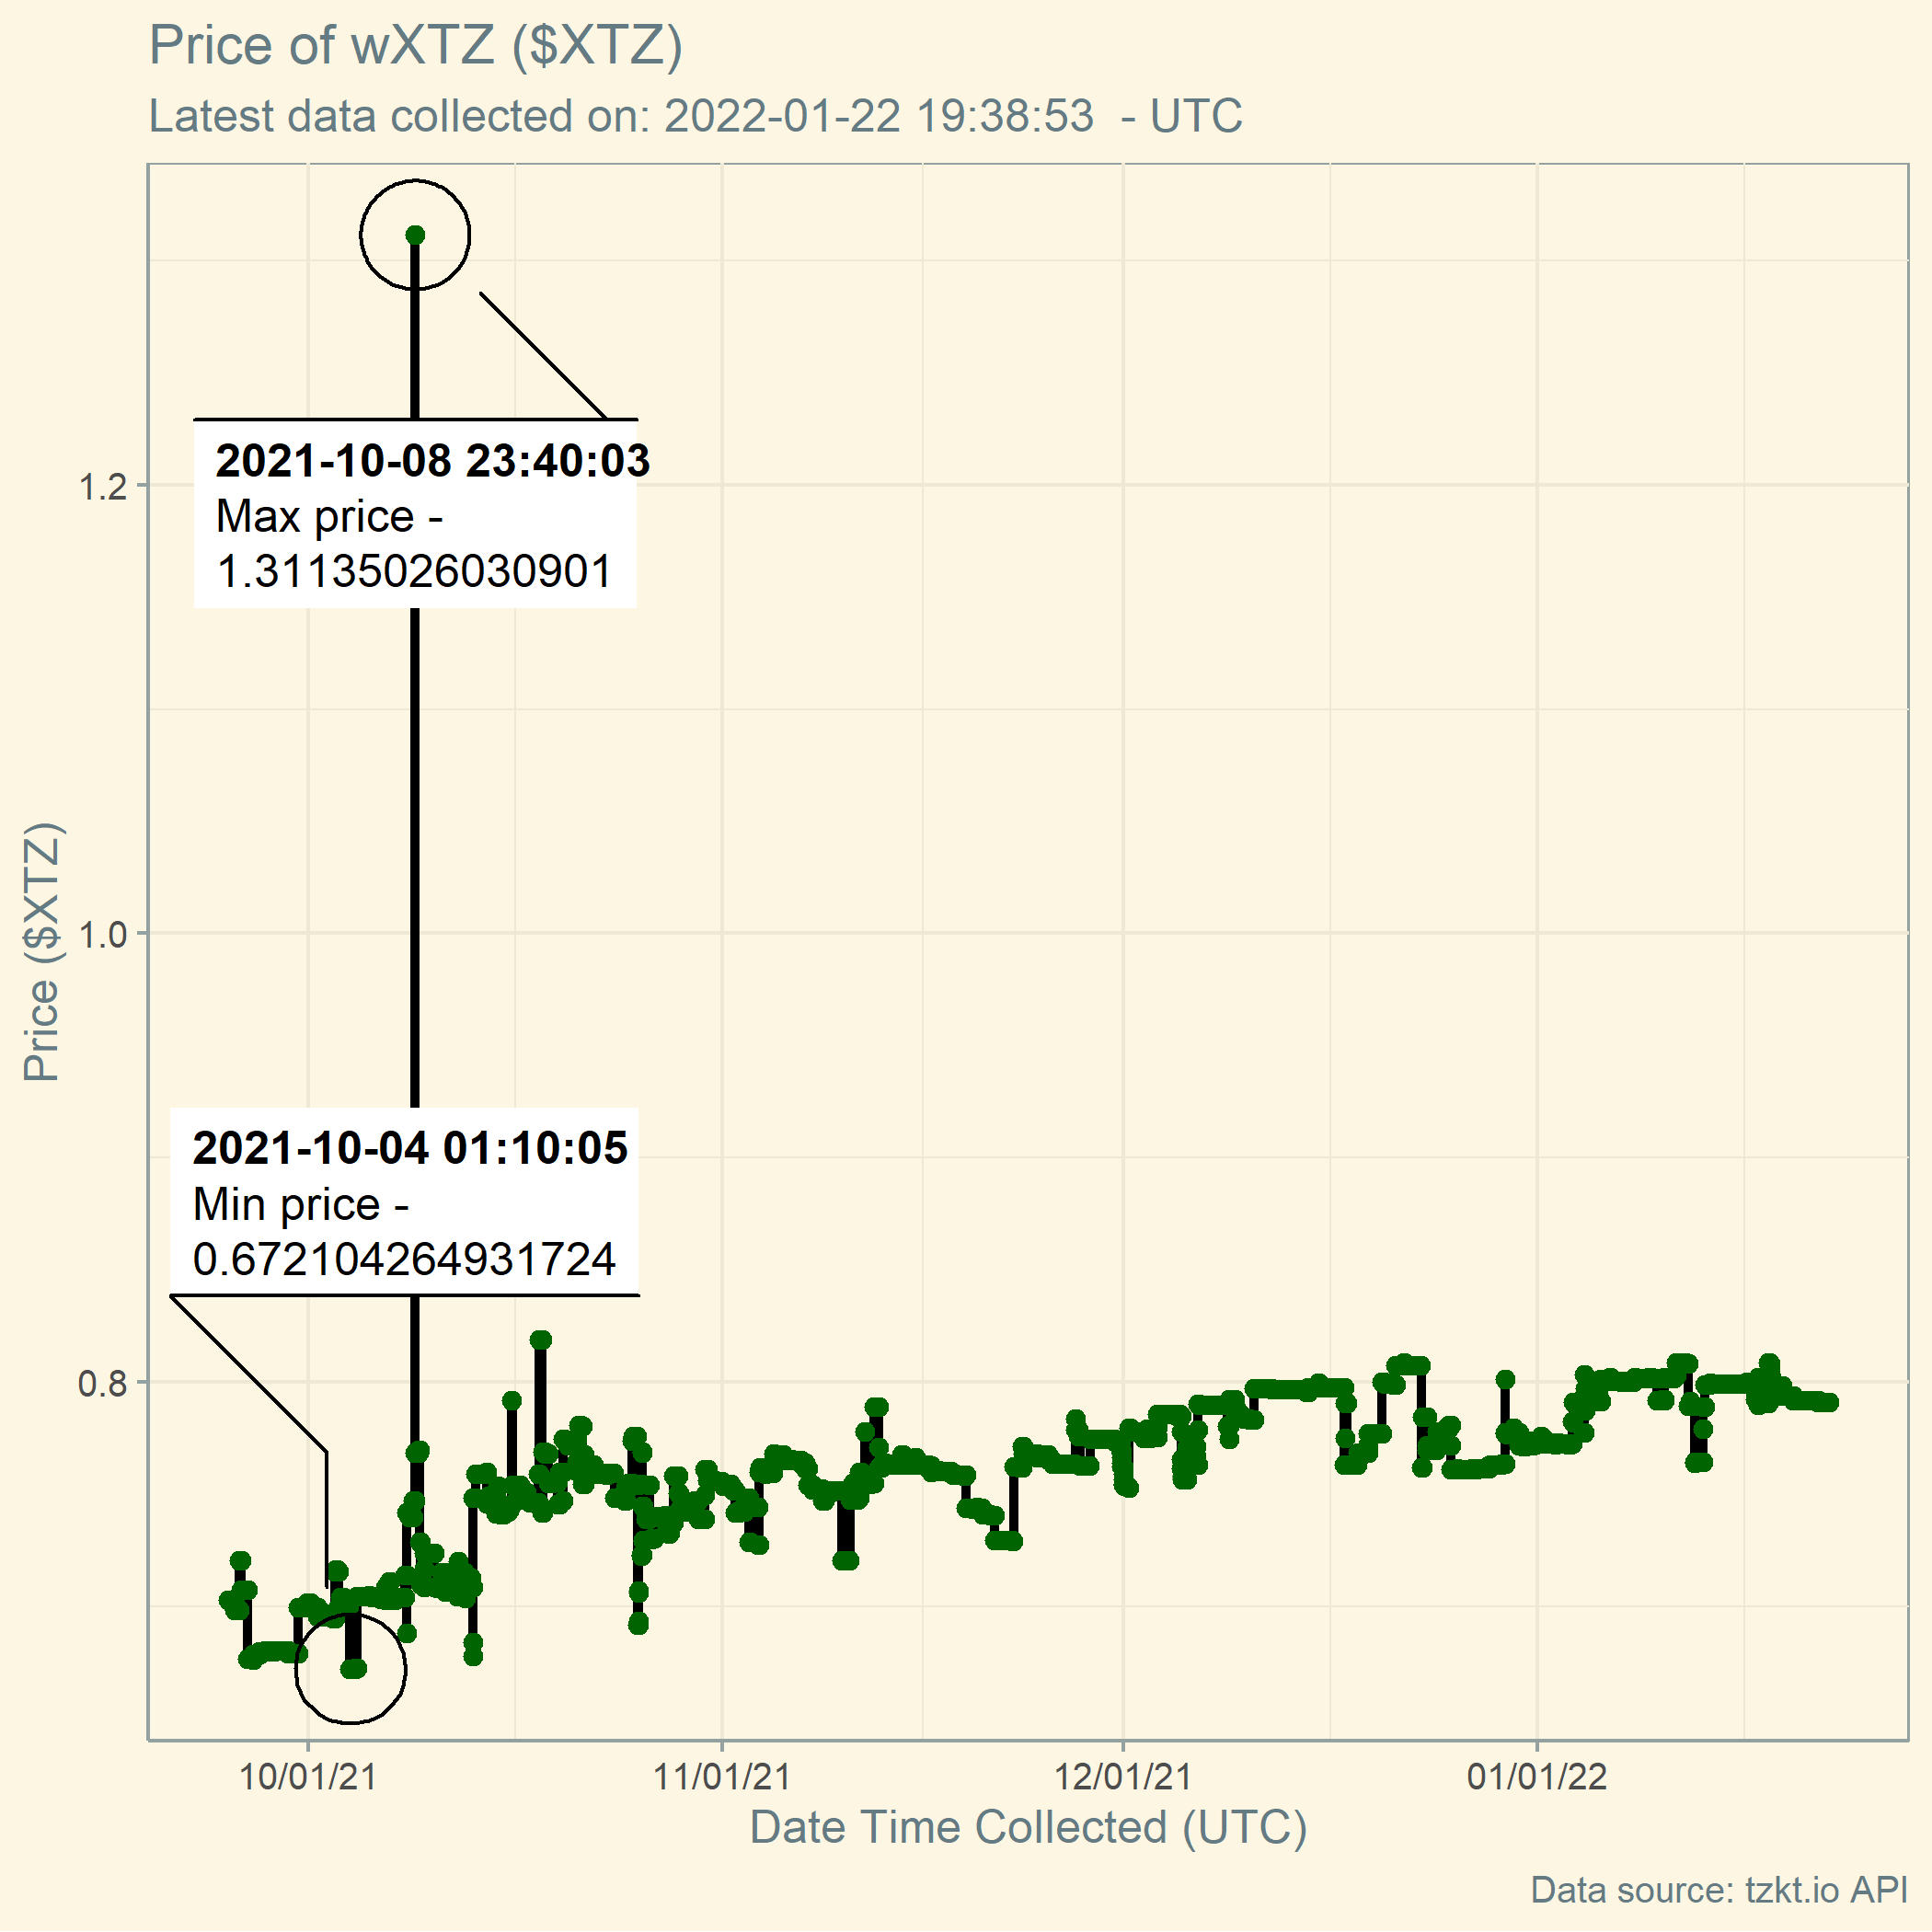 Price of wXTZ ($XTZ)
Latest data collected on: 2022-01-22 19:38:53  - UTC
2021-10-08 23:40:03
Max price -
1.31135026030901
1.2
1.0
Price ($XTZ)
2021-10-04 01:10:05
Min price -
0.672104264931724
0.8
10/01/21
11/01/21
12/01/21
01/01/22
Date Time Collected (UTC)
Data source: tzkt.io API